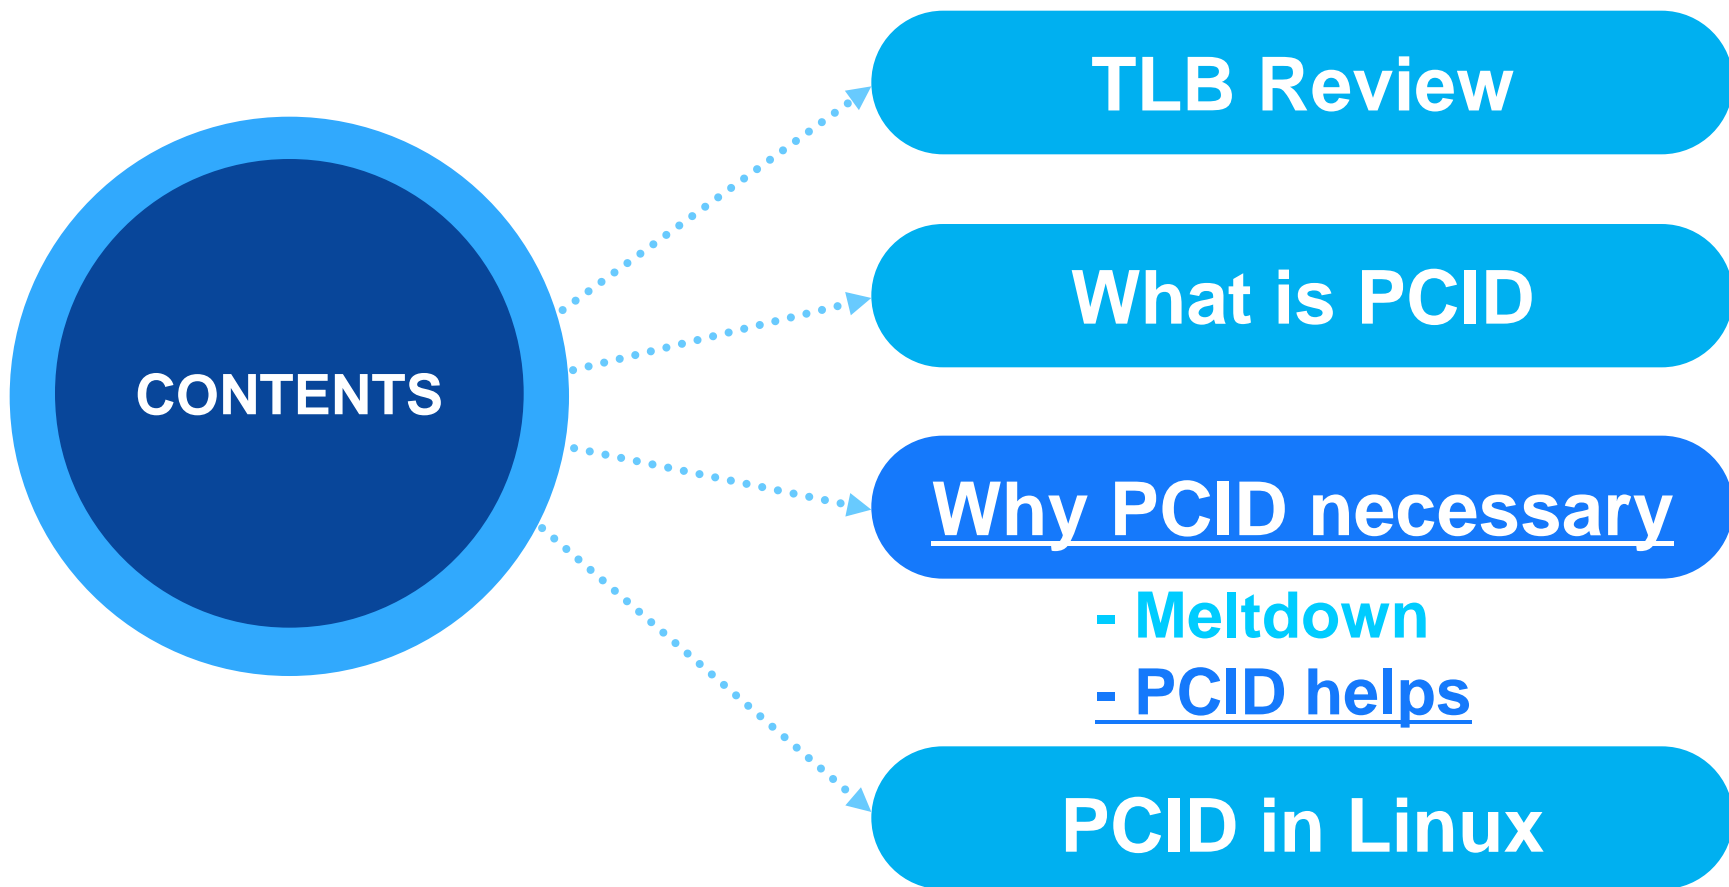 CONTENTS
TLB Review
What is PCID
Why PCID necessary
- Meltdown
- PCID helps
PCID in Linux